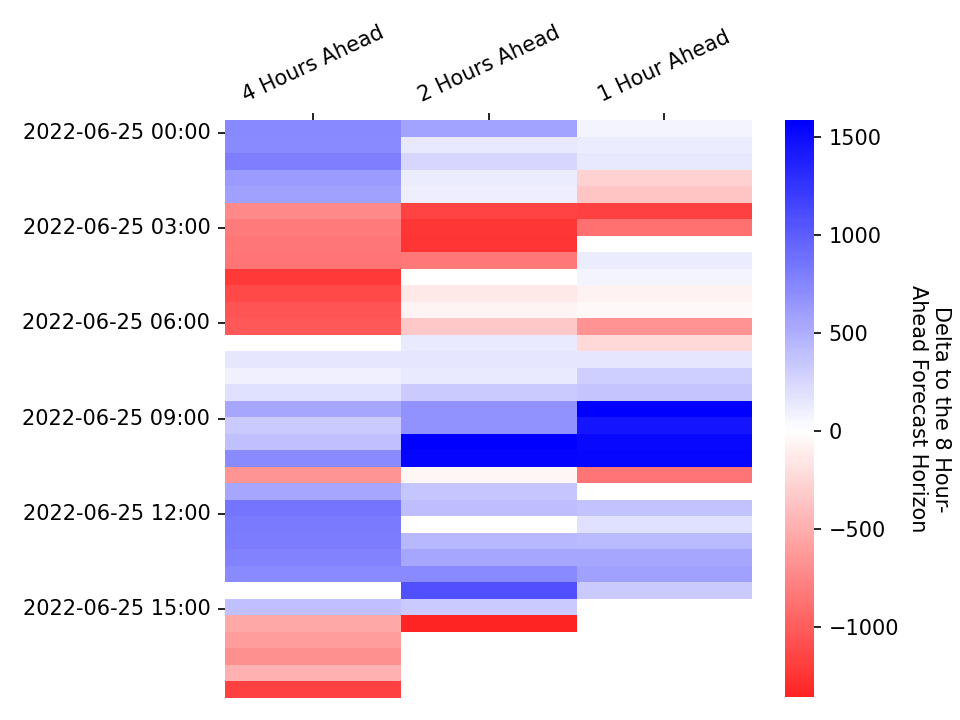 4 Hours Ahead
2 Hours Ahead
1 Hour Ahead
2022-06-25 00:00
2022-06-25 03:00
2022-06-25 06:00
2022-06-25 09:00
2022-06-25 12:00
2022-06-25 15:00
1500
1000
500
0
−500
−1000
Delta to the 8 Hour-
Ahead Forecast Horizon